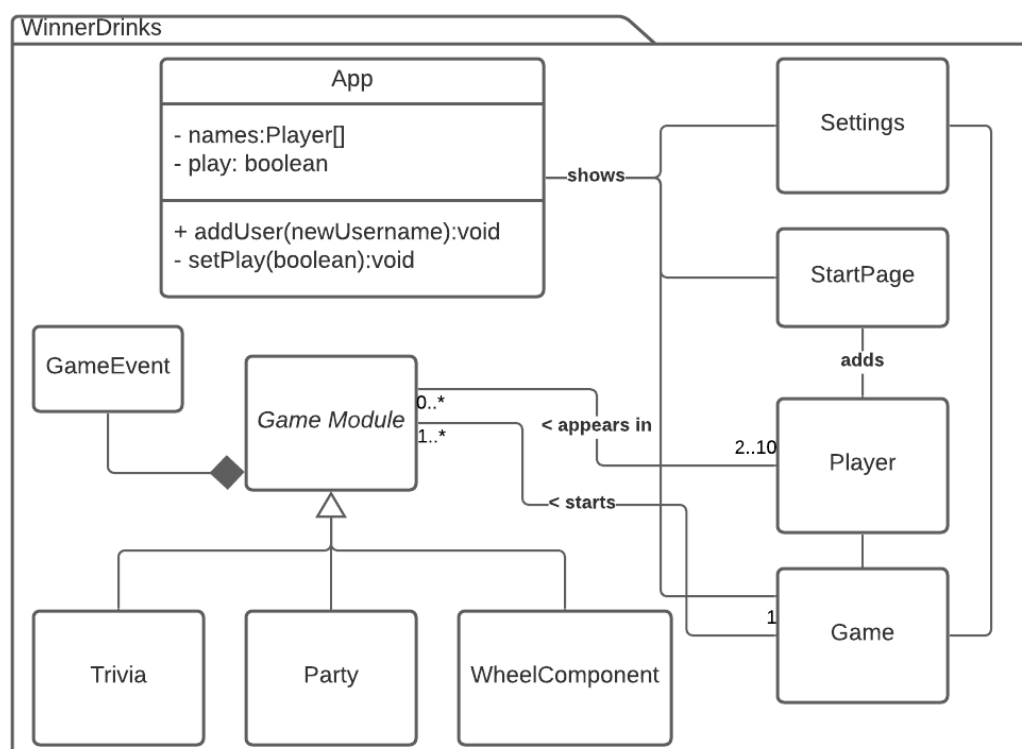 WinnerDrinks
App
- names:Player[]
- play: boolean
+ addUser(newUsername):void
- setPlay(boolean):void
shows
Settings
StartPage
adds
GameEvent
Game Module
0..*
1..*
< appears in
2..10
Player
< starts
1
Game
Trivia
Party
WheelComponent